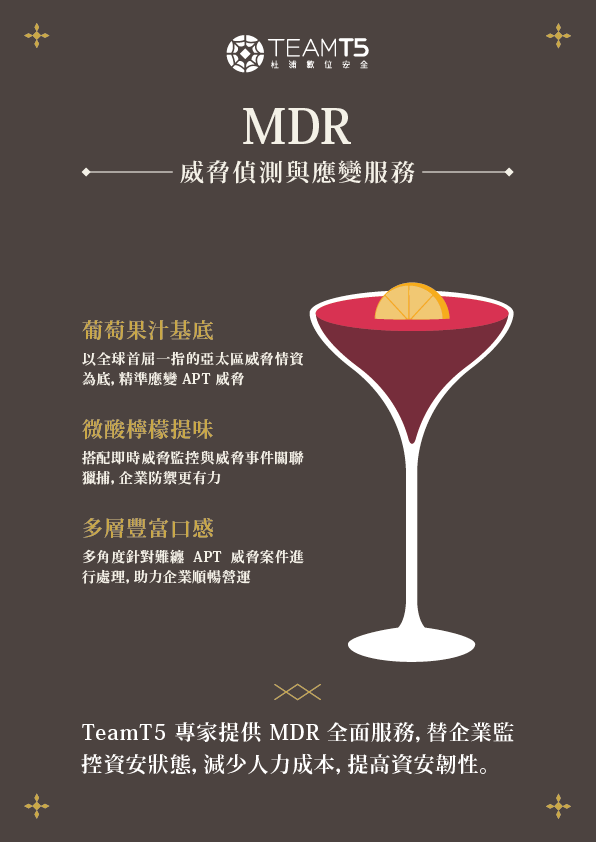 TEAMT5
杜浦數位安全
MDR
威脅偵測與應變服務
葡萄果汁基底
以全球首屈一指的亞太區威脅情資
為底, 精準應變 APT 威脅
微酸檸檬提味
搭配即時威脅監控與威脅事件關聯
獵捕, 企業防禦更有力
多層豐富口感
多角度針對難纏 APT 威脅案件進
行處理, 助力企業順暢營運
TeamT5 專家提供 MDR 全面服務, 替企業監
控資安狀態, 減少人力成本, 提高資安韌性。